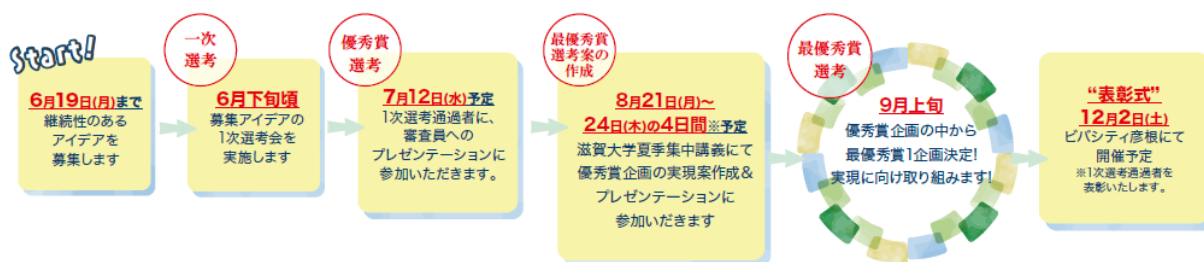 Start!
6月19日(月)まで
継続性のある
アイデアを
募集します
一次
選考
6月下旬頃
募集アイデアの
1次選考会を
実施します
優秀賞
選考
7月12日(水)予定
1次選考通過者に、
審査員への
プレゼンテーションに
参加いただきます。
最優秀賞
選考案の
作成
8月21日(月)〜
24日(木)の4日間※予定
滋賀大学夏季集中講義にて
優秀賞企画の実現案作成&
プレゼンテーションに
参加いだきます
最優秀賞
選考
9月上旬
優秀賞企画の中から
最優秀賞1企画決定!
実現に向け取り組みます!
“表彰式”
12月2日(土)
ビバシティ彦根にて
開催予定
※1次選考通過者を
表彰いたします。